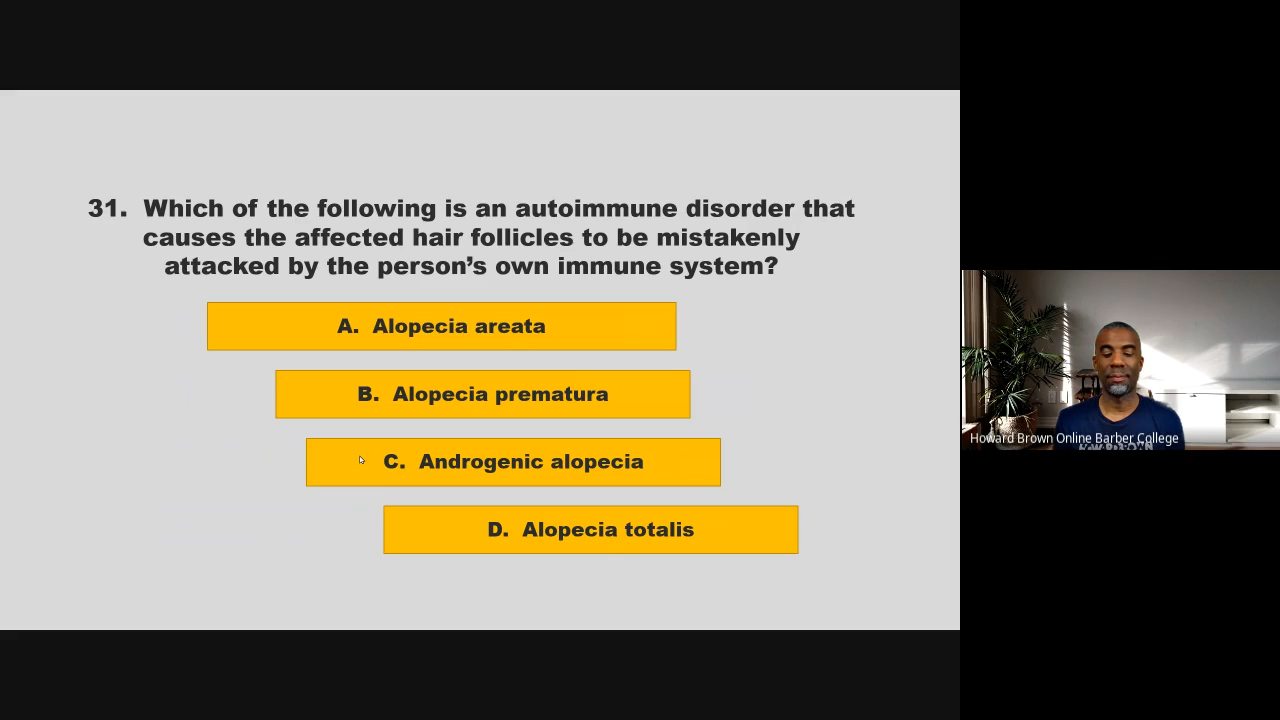 31. Which of the following is an autoimmune disorder that
causes the affected hair follicles to be mistakenly
attacked by the person’s own immune system?
A. Alopecia areata
B. Alopecia prematura
C. Androgenic alopecia
D. Alopecia totalis
Howard Brown Online Barber College